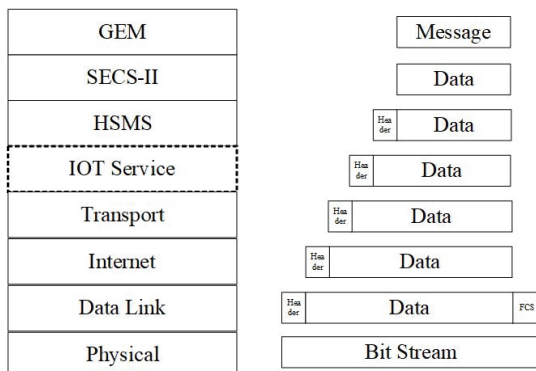 GEM
Message
SECS-II
Data
HSMS
Hea
der
Data
IOT Service
Hea
der
Data
Transport
Hea
der
Data
Internet
Hea
der
Data
Data Link
Hea
der
Data
FCS
Physical
Bit Stream